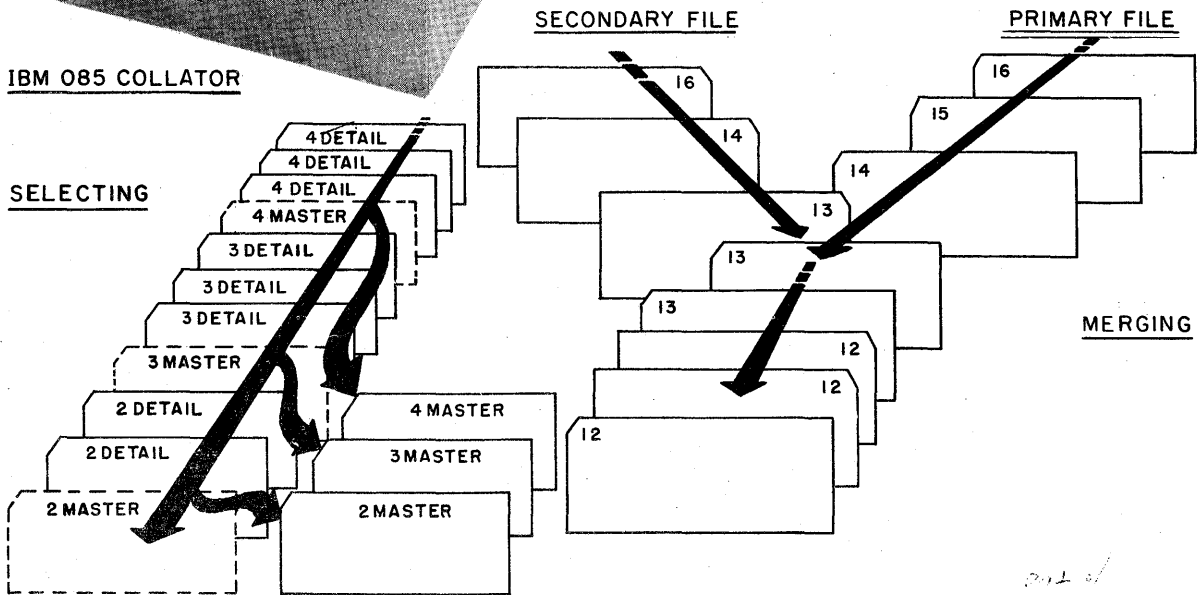 IBM 085 COLLATOR
SELECTING
4 DETAIL
4 DETAIL
4 DETAIL
4 MASTER
3 DETAIL
3 DETAIL
3 DETAIL
3 MASTER
2 DETAIL
2 DETAIL
2 MASTER
4 MASTER
3 MASTER
2 MASTER
SECONDARY FILE
PRIMARY FILE
16
14
13
16
15
14
13
13
12
12
12
MERGING